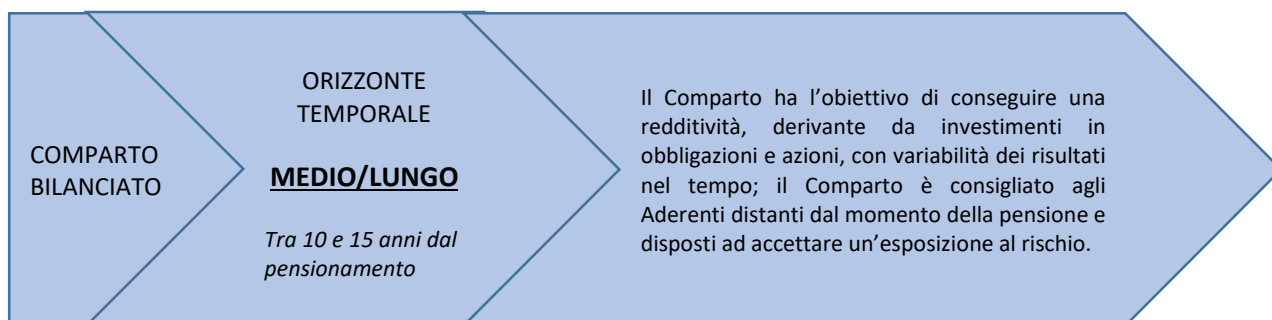 COMPARTO
BILANCIATO
ORIZZONTE
TEMPORALE
MEDIO/LUNGO
Tra 10 e 15 anni dal
pensionamento
Il Comparto ha l’obiettivo di conseguire una
redditività, derivante da investimenti in
obbligazioni e azioni, con variabilità dei risultati
nel tempo; il Comparto è consigliato agli
Aderenti distanti dal momento della pensione e
disposti ad accettare un’esposizione al rischio.